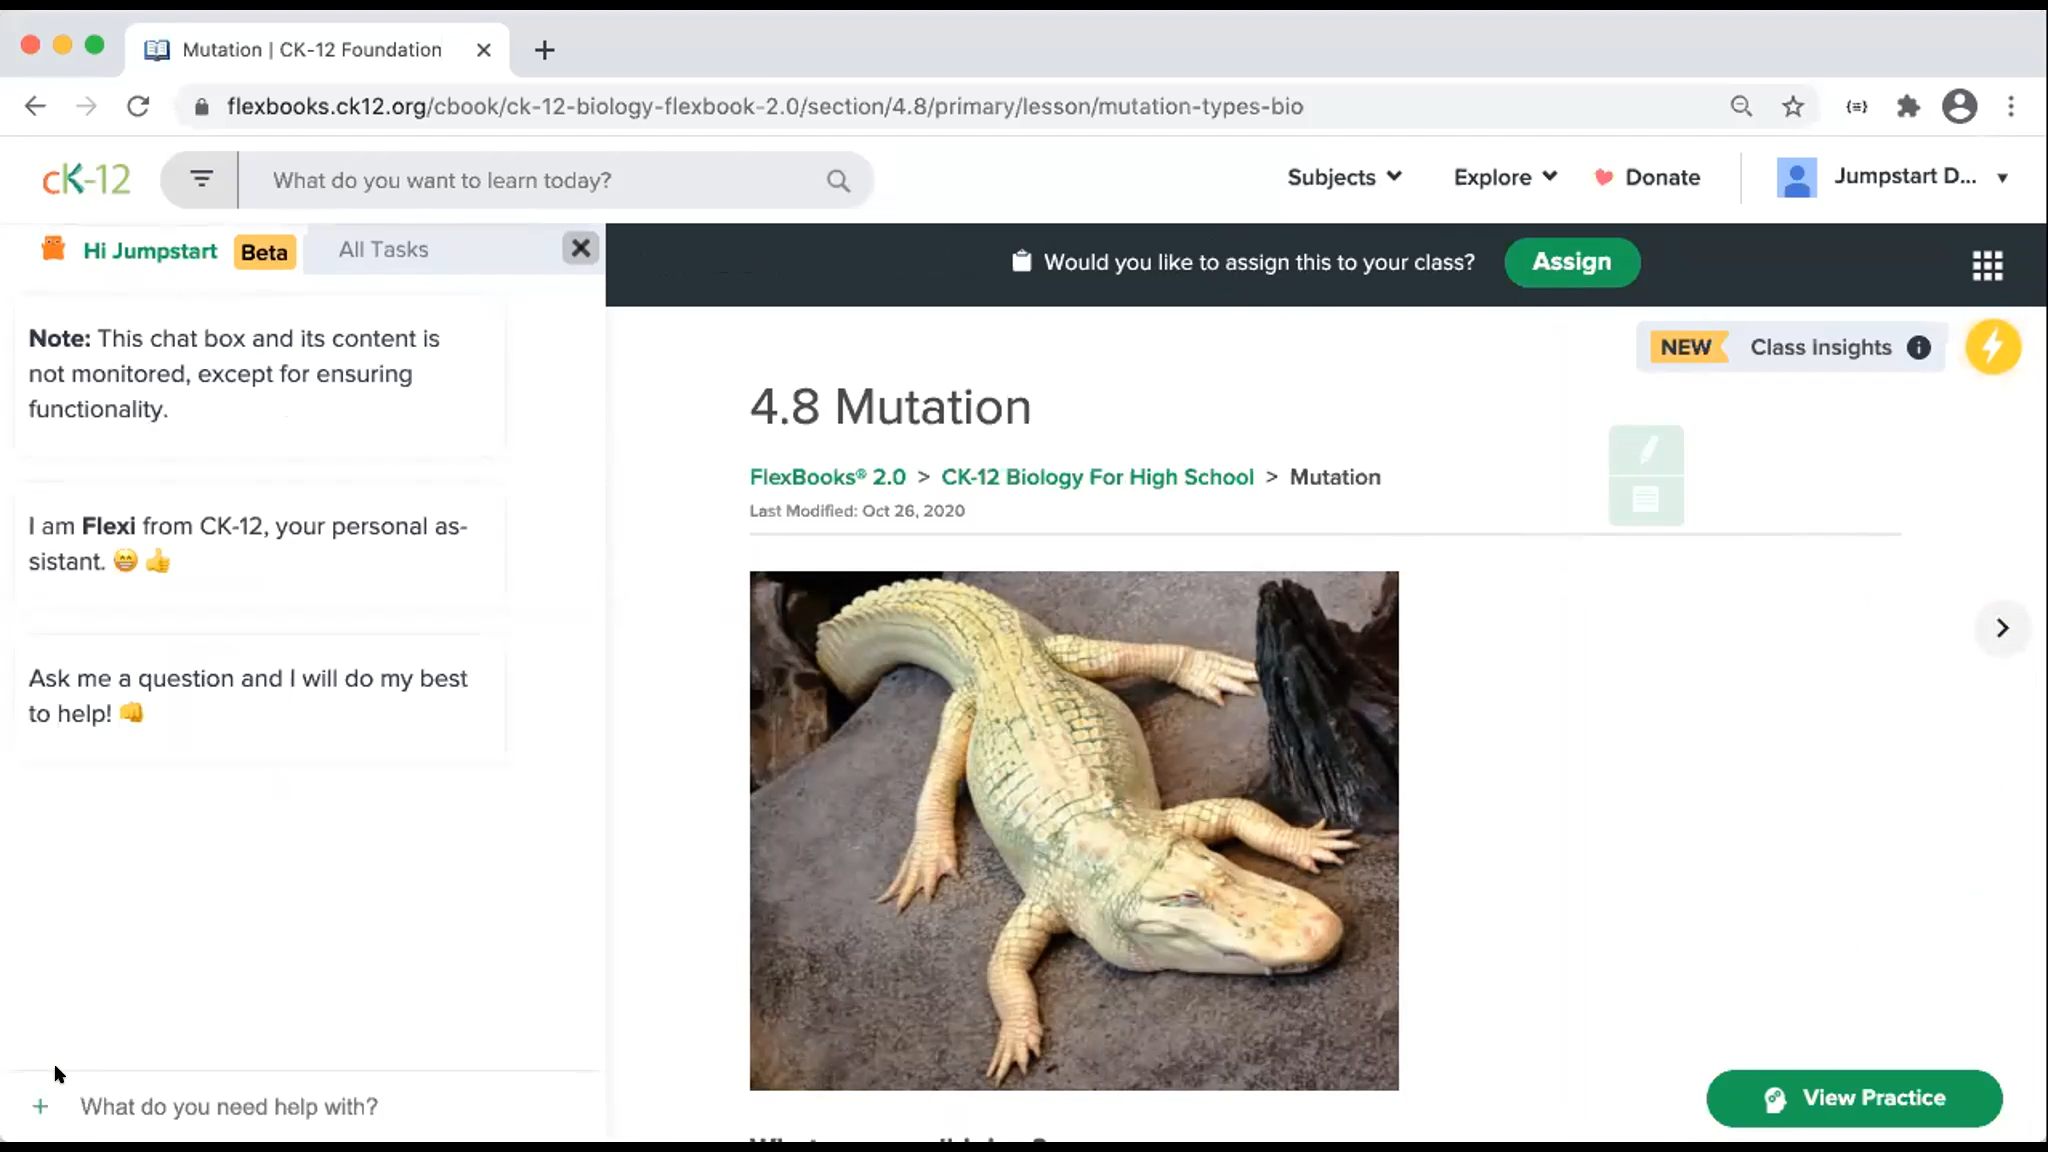 Mutation | CK-12 Foundation
flexbooks.ck12.org/cbook/ck-12-biology-flexbook-2.0/section/4.8/primary/lesson/mutation-types-bio
cK-12
What do you want to learn today?
Subjects
Explore
Donate
Jumpstart D...
Hi Jumpstart
Beta
All Tasks
Would you like to assign this to your class?
Assign
Note: This chat box and its content is
not monitored, except for ensuring
functionality.
I am Flexi from CK-12, your personal as-
sistant. 😁 👍
Ask me a question and I will do my best
to help! 👊
What do you need help with?
NEW
Class Insights
4.8 Mutation
FlexBooks® 2.0 > CK-12 Biology For High School > Mutation
Last Modified: Oct 26, 2020
View Practice